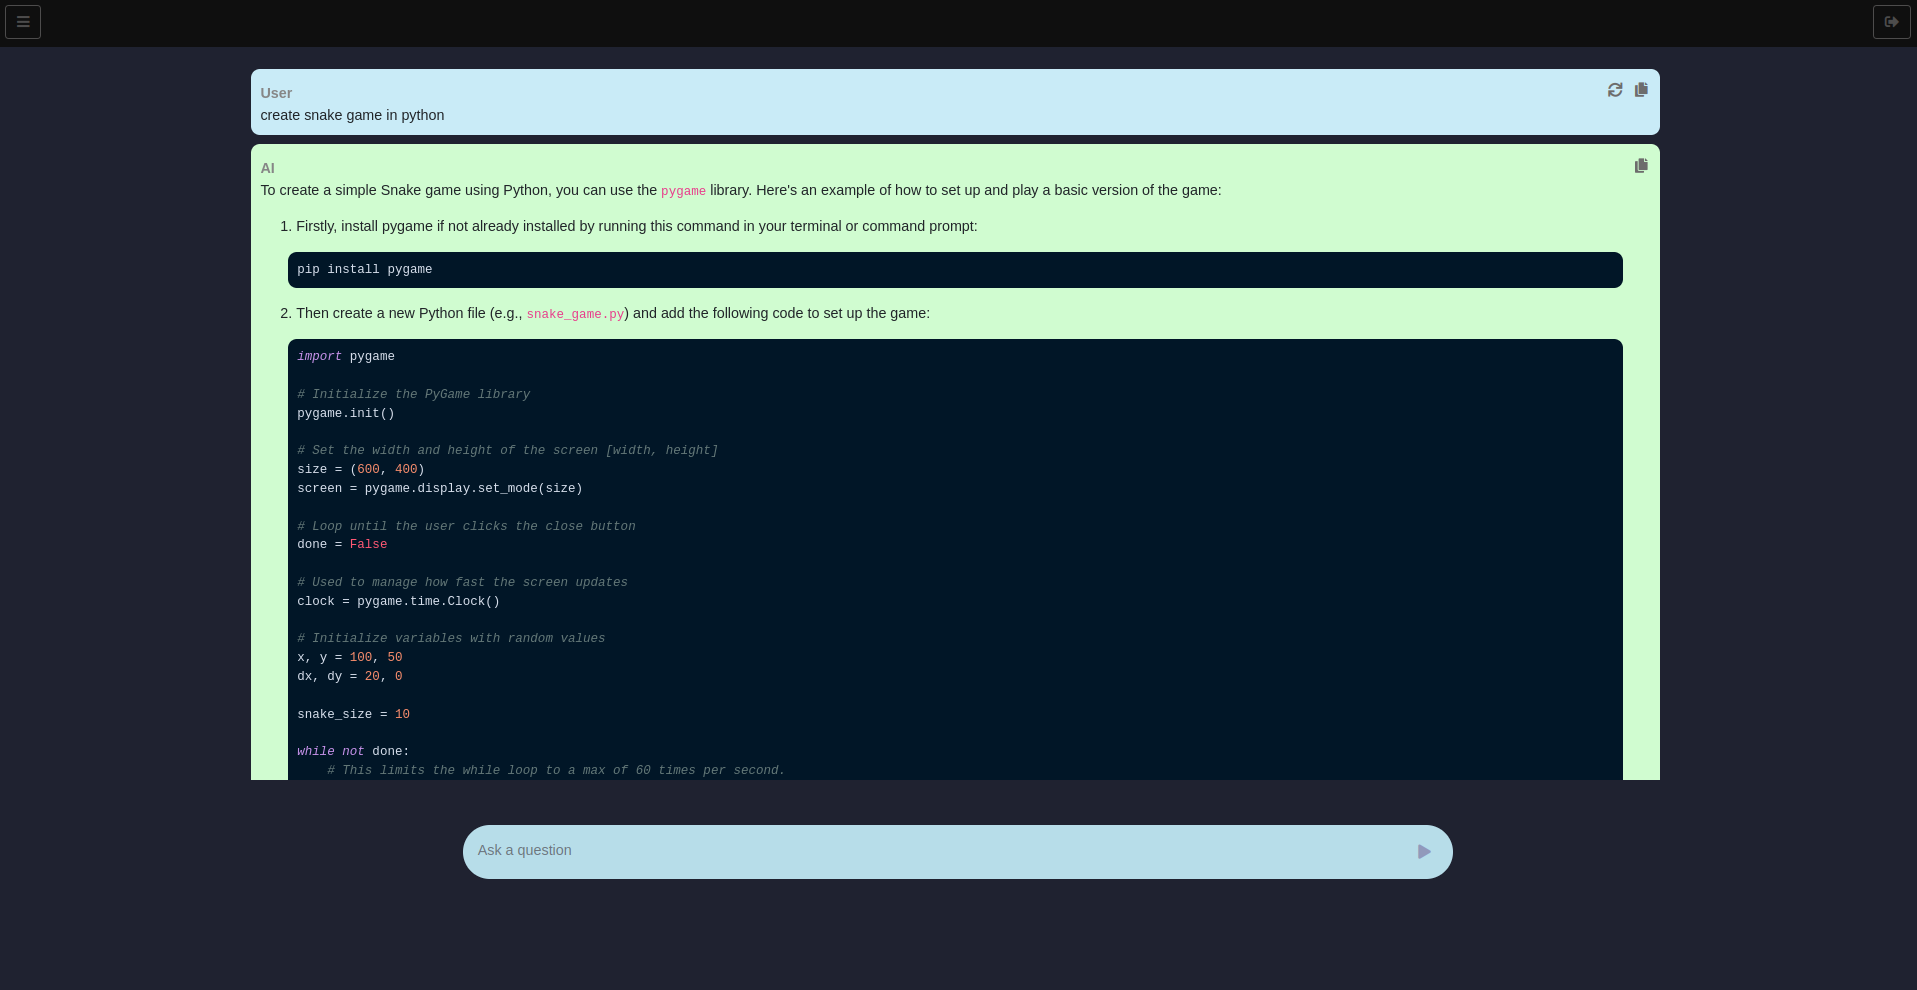 User
create snake game in python
AI
To create a simple Snake game using Python, you can use the pygame library. Here's an example of how to set up and play a basic version of the game:
1. Firstly, install pygame if not already installed by running this command in your terminal or command prompt:
pip install pygame
2. Then create a new Python file (e.g., snake_game.py) and add the following code to set up the game:
import pygame
# Initialize the PyGame library
pygame.init()
# Set the width and height of the screen [width, height]
size = (600, 400)
screen = pygame.display.set_mode(size)
# Loop until the user clicks the close button
done = False
# Used to manage how fast the screen updates
clock = pygame.time.Clock()
# Initialize variables with random values
x, y = 100, 50
dx, dy = 20, 0
snake_size = 10
while not done:
    # This limits the while loop to a max of 60 times per second.
Ask a question